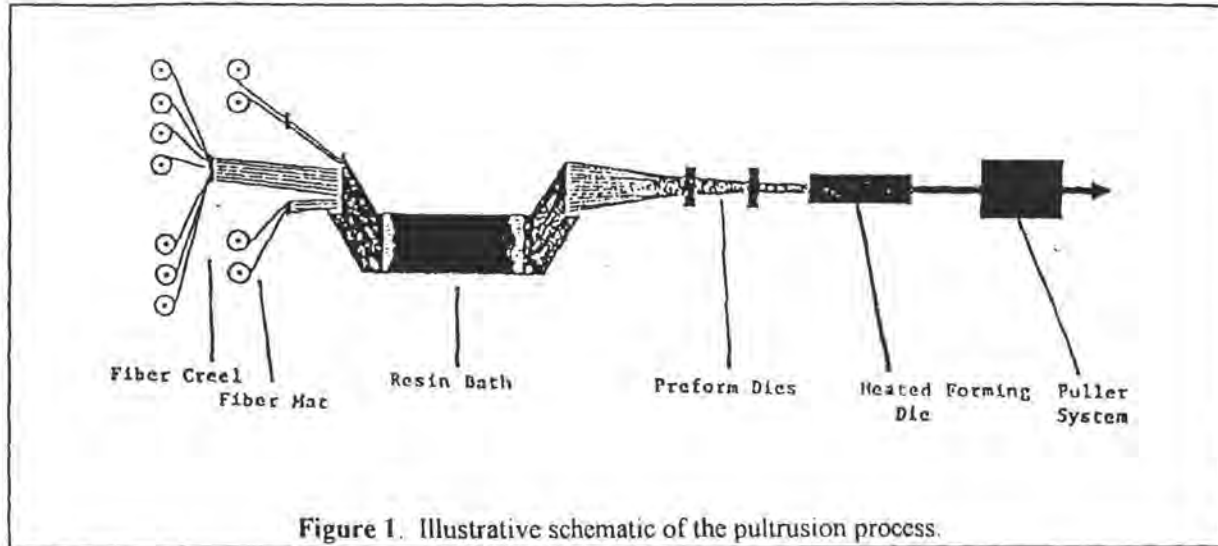 Fiber Creel
Fiber Mat
Resin Bath
Preform Dies
Heated Forming
Die
Puller
System
Figure 1. Illustrative schematic of the pultrusion process.